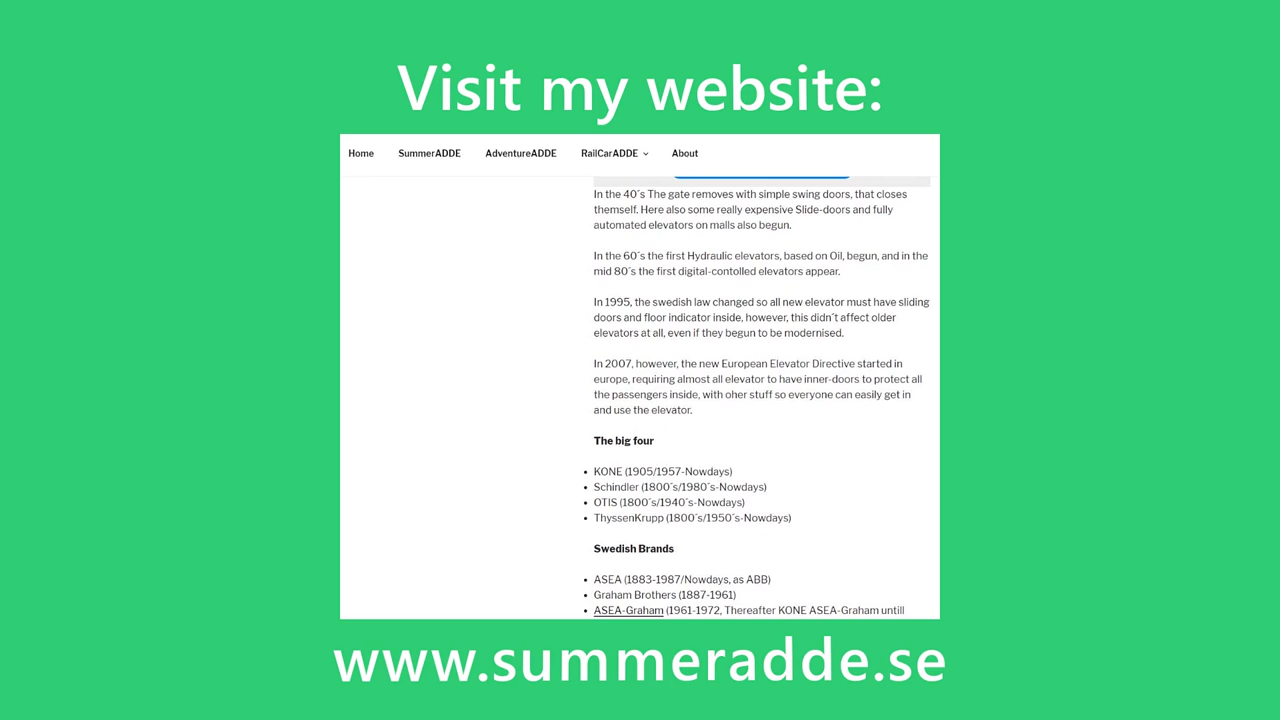 Visit my website:
Home SummerADDE AdventureADDE RailCarADDE About
In the 40´s The gate removes with simple swing doors, that closes
themself. Here also some really expensive Slide-doors and fully
automated elevators on malls also begun.
In the 60´s the first Hydraulic elevators, based on Oil, begun, and in the
mid 80´s the first digital-contolled elevators appear.
In 1995, the swedish law changed so all new elevator must have sliding
doors and floor indicator inside, however, this didn´t affect older
elevators at all, even if they begun to be modernised.
In 2007, however, the new European Elevator Directive started in
europe, requiring almost all elevator to have inner-doors to protect all
the passengers inside, with oher stuff so everyone can easily get in
and use the elevator.
The big four
• KONE (1905/1957-Nowdays)
• Schindler (1800´s/1980´s-Nowdays)
• OTIS (1800´s/1940´s-Nowdays)
• ThyssenKrupp (1800´s/1950´s-Nowdays)
Swedish Brands
• ASEA (1883-1987/Nowdays, as ABB)
• Graham Brothers (1887-1961)
• ASEA-Graham (1961-1972, Thereafter KONE ASEA-Graham untill
www.summeradde.se